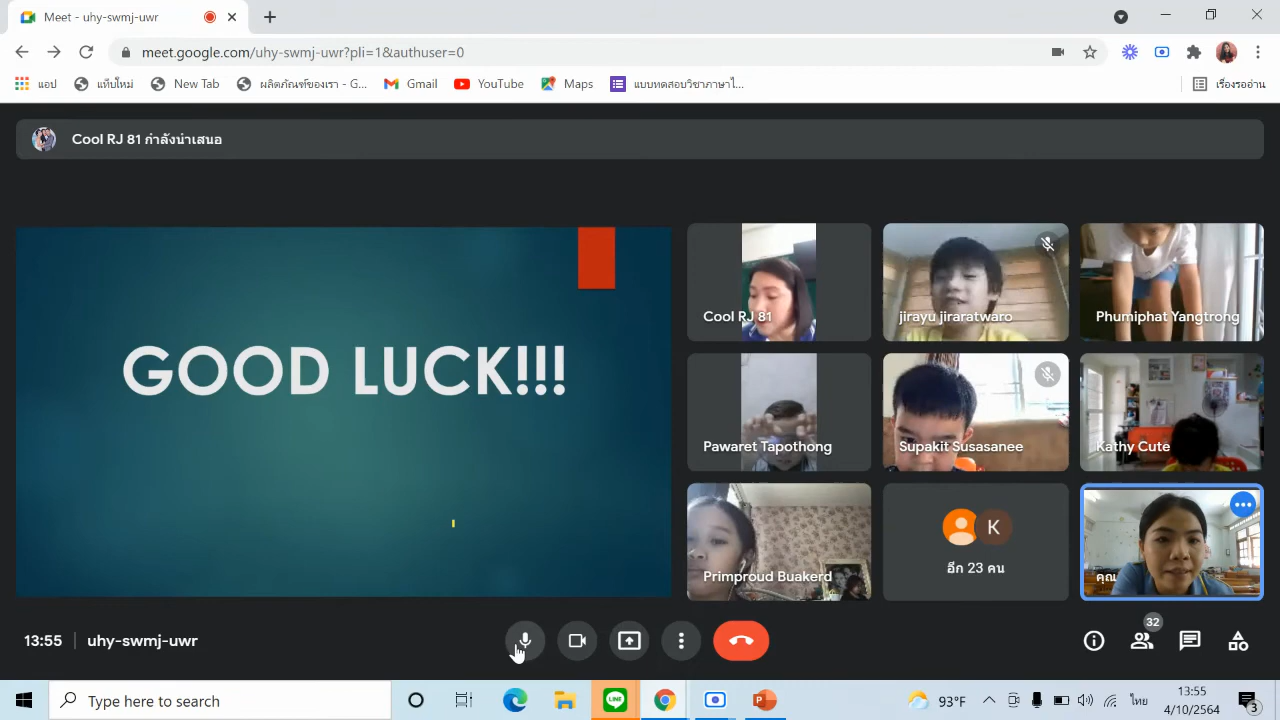 Meet - uhy-swmj-uwr
meet.google.com/uhy-swmj-uwr?pli=1&authuser=0
แอป
แท็บใหม่
New Tab
ผลิตภัณฑ์ของเรา - G...
Gmail
YouTube
Maps
แบบทดสอบวิชาภาษาไ...
เรื่องรออ่าน
Cool RJ 81 กำลังนำเสนอ
GOOD LUCK!!!
Cool RJ 81
jirayu jiraratwaro
Phumiphat Yangtrong
Pawaret Tapothong
Supakit Susasanee
Kathy Cute
Primproud Buakerd
K
อีก 23 คน
คุณ
13:55
uhy-swmj-uwr
32
Type here to search
LINE
93°F
ไทย
13:55
4/10/2564
3